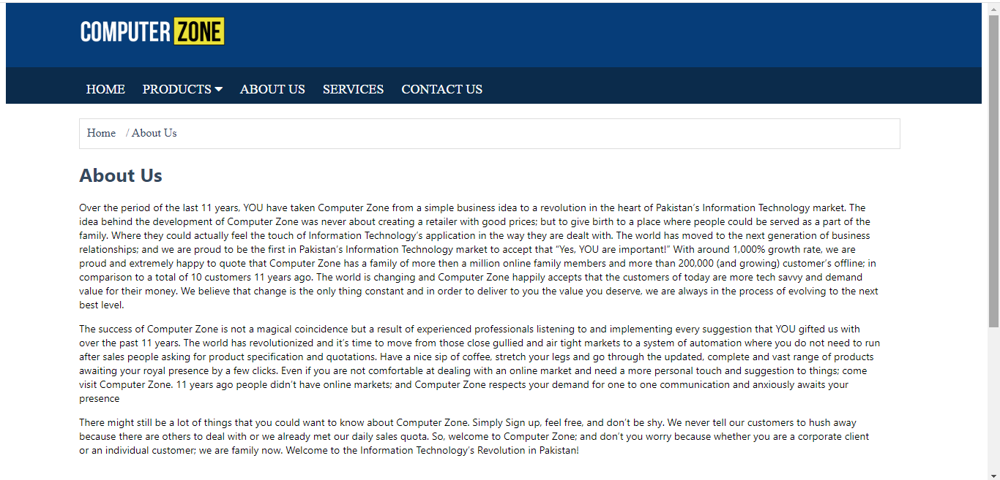 COMPUTER ZONE
HOME PRODUCTS ABOUT US SERVICES CONTACT US
Home / About Us
About Us
Over the period of the last 11 years, YOU have taken Computer Zone from a simple business idea to a revolution in the heart of Pakistan’s Information Technology market. The
idea behind the development of Computer Zone was never about creating a retailer with good prices; but to give birth to a place where people could be served as a part of the
family. Where they could actually feel the touch of Information Technology’s application in the way they are dealt with. The world has moved to the next generation of business
relationships; and we are proud to be the first in Pakistan’s Information Technology market to accept that “Yes, YOU are important!” With around 1,000% growth rate, we are
proud and extremely happy to quote that Computer Zone has a family of more then a million online family members and more than 200,000 (and growing) customer’s offline; in
comparison to a total of 10 customers 11 years ago. The world is changing and Computer Zone happily accepts that the customers of today are more tech savvy and demand
value for their money. We believe that change is the only thing constant and in order to deliver to you the value you deserve, we are always in the process of evolving to the next
best level.
The success of Computer Zone is not a magical coincidence but a result of experienced professionals listening to and implementing every suggestion that YOU gifted us with
over the past 11 years. The world has revolutionized and it’s time to move from those close gullied and air tight markets to a system of automation where you do not need to run
after sales people asking for product specification and quotations. Have a nice sip of coffee, stretch your legs and go through the updated, complete and vast range of products
awaiting your royal presence by a few clicks. Even if you are not comfortable at dealing with an online market and need a more personal touch and suggestion to things; come
visit Computer Zone. 11 years ago people didn’t have online markets; and Computer Zone respects your demand for one to one communication and anxiously awaits your
presence
There might still be a lot of things that you could want to know about Computer Zone. Simply Sign up, feel free, and don’t be shy. We never tell our customers to hush away
because there are others to deal with or we already met our daily sales quota. So, welcome to Computer Zone; and don’t you worry because whether you are a corporate client
or an individual customer; we are family now. Welcome to the Information Technology’s Revolution in Pakistan!